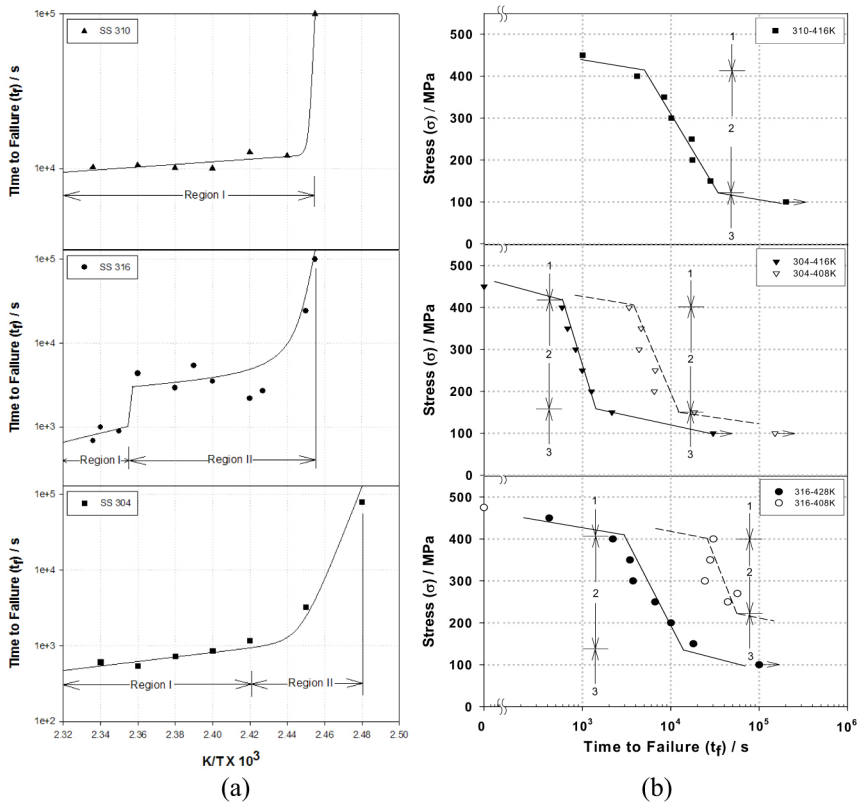 SS 310
1e+5
1e+4
Time to Failure (tf) / s
Region I
SS 316
1e+5
1e+4
1e+3
Time to Failure (tf) / s
Region I
Region II
SS 304
1e+5
1e+4
1e+3
1e+2
Time to Failure (tf) / s
Region I
Region II
2.32 2.34 2.36 2.38 2.40 2.42 2.44 2.46 2.48 2.50
K/T X 10³
(a)
310-416K
550
500
400
300
200
100
0
Stress (σ) / MPa
1
2
3
304-416K
304-408K
500
400
300
200
100
0
Stress (σ) / MPa
1
2
3
1
2
3
316-428K
316-408K
500
400
300
200
100
0
Stress (σ) / MPa
1
2
3
1
2
3
0 10³ 10⁴ 10⁵ 10⁶
Time to Failure (tf) / s
(b)